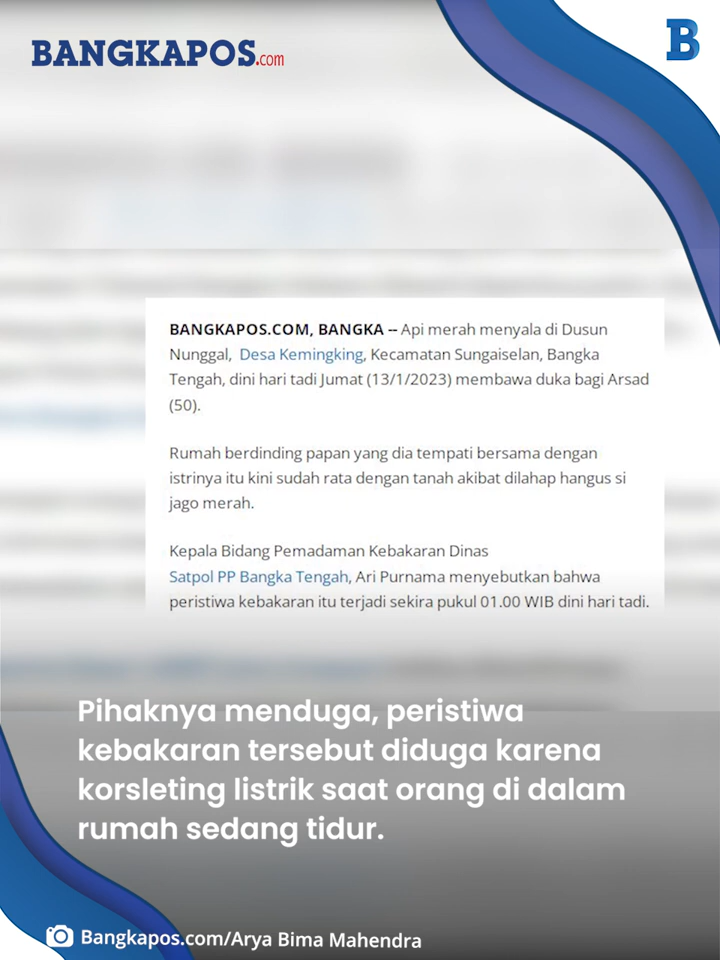 BANGKAPOS.com
B
BANGKAPOS.COM, BANGKA -- Api merah menyala di Dusun
Nunggal, Desa Kemingking, Kecamatan Sungaiselan, Bangka
Tengah, dini hari tadi Jumat (13/1/2023) membawa duka bagi Arsad
(50).
Rumah berdinding papan yang dia tempati bersama dengan
istrinya itu kini sudah rata dengan tanah akibat dilahap hangus si
jago merah.
Kepala Bidang Pemadaman Kebakaran Dinas
Satpol PP Bangka Tengah, Ari Purnama menyebutkan bahwa
peristiwa kebakaran itu terjadi sekira pukul 01.00 WIB dini hari tadi.
Pihaknya menduga, peristiwa
kebakaran tersebut diduga karena
korsleting listrik saat orang di dalam
rumah sedang tidur.
Bangkapos.com/Arya Bima Mahendra